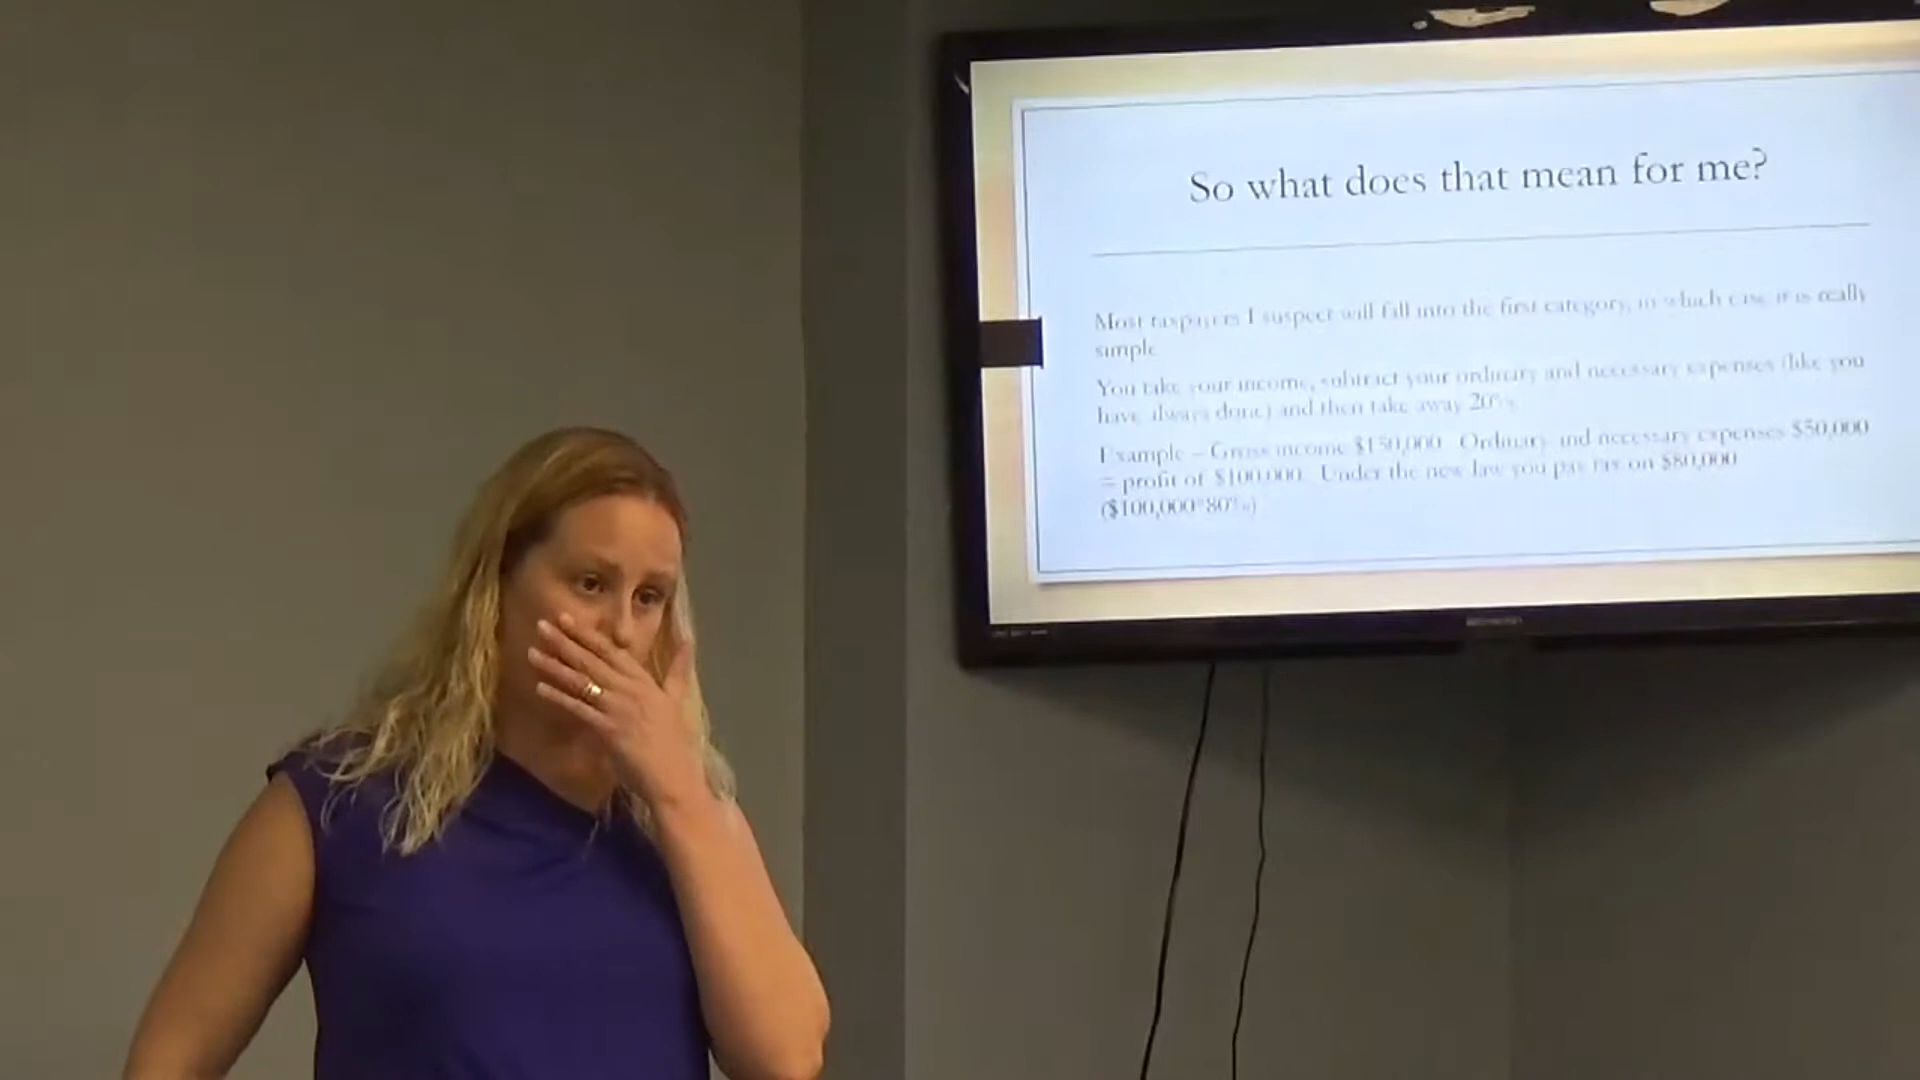 So what does that mean for me?
Most taxpayers I suspect will fall into the first category, in which case it is really
simple
You take your income, subtract your ordinary and necessary expenses (like you
have always done) and then take away 20%.
Example – Gross income $150,000 Ordinary and necessary expenses $50,000
= profit of $100,000 Under the new law you pay tax on $80,000
($100,000*80%)